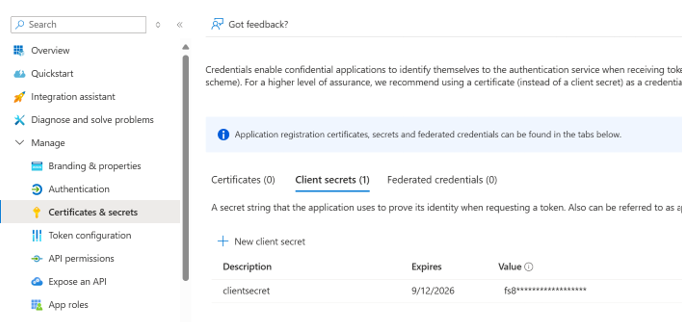 Search
Got feedback?
Overview
Quickstart
Integration assistant
Diagnose and solve problems
Manage
Branding & properties
Authentication
Certificates & secrets
Token configuration
API permissions
Expose an API
App roles
Credentials enable confidential applications to identify themselves to the authentication service when receiving
scheme). For a higher level of assurance, we recommend using a certificate (instead of a client secret) as a
Application registration certificates, secrets and federated credentials can be found in the tabs below.
Certificates (0) Client secrets (1) Federated credentials (0)
A secret string that the application uses to prove its identity when requesting a token. Also can be referred to as
New client secret
Description Expires Value
clientsecret 9/12/2026 fs8******************